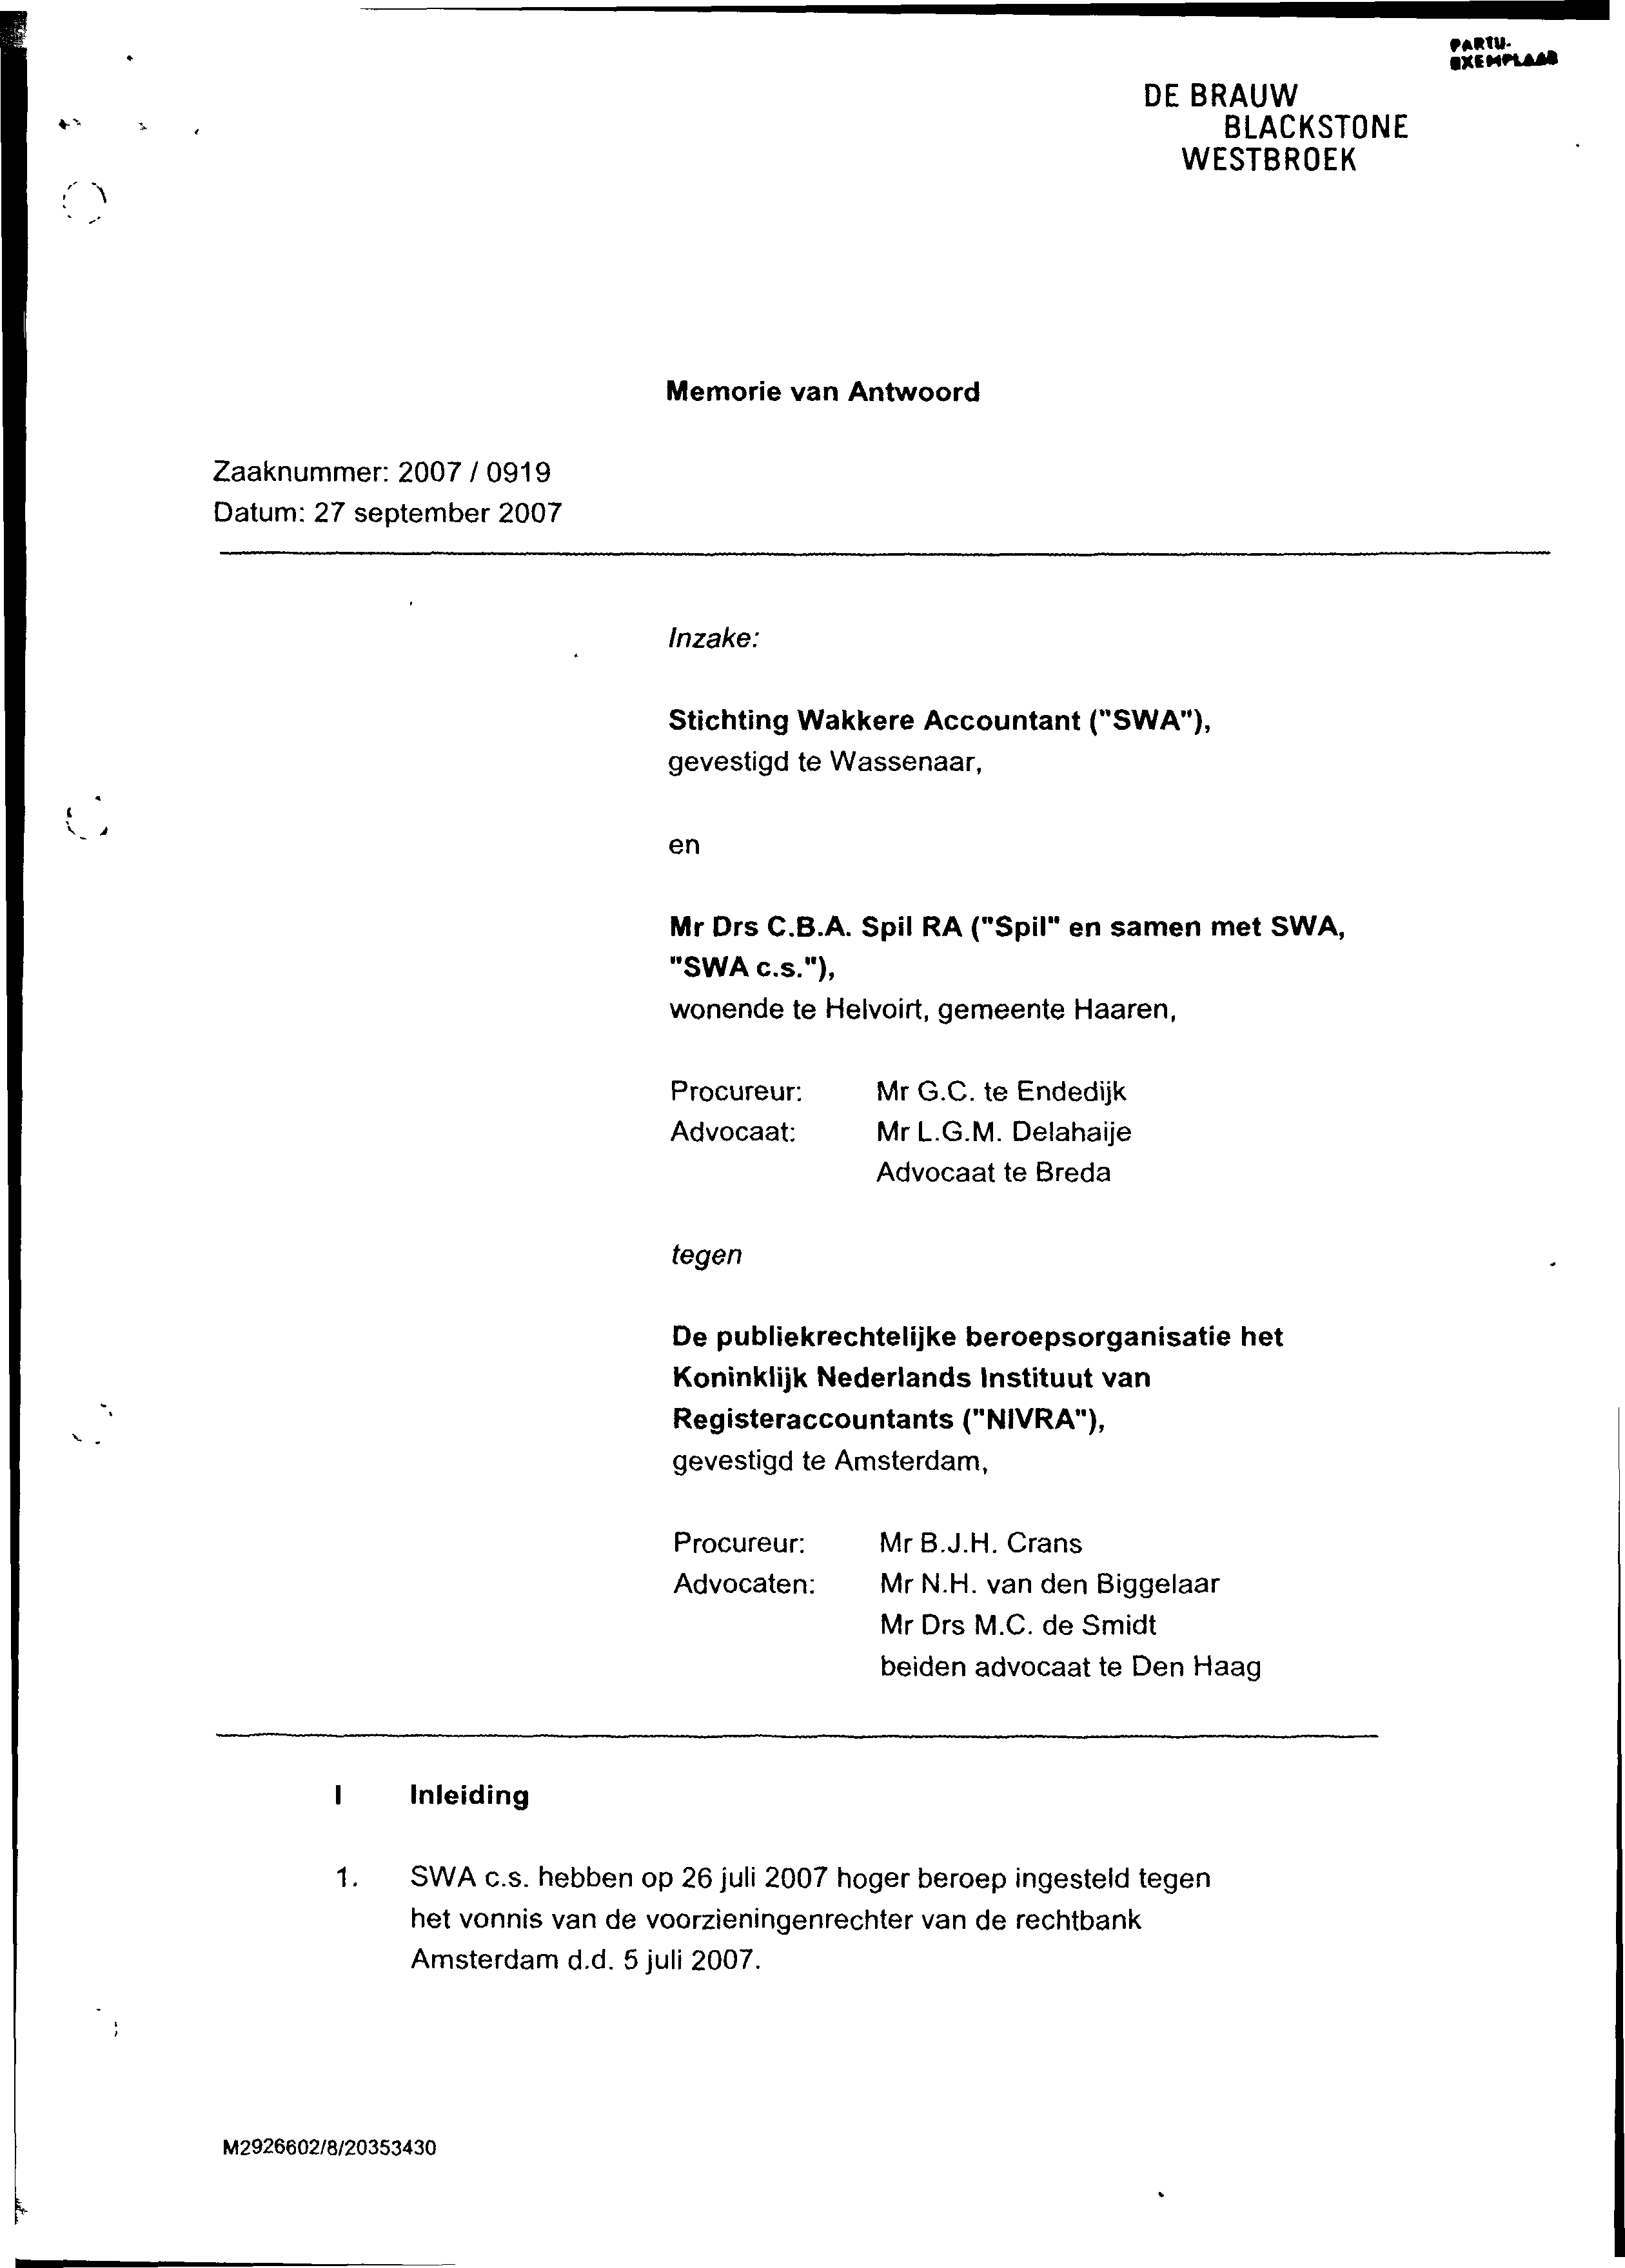 PARTIJ-
EXEMPLAAR
DE BRAUW
BLACKSTONE
WESTBROEK
Memorie van Antwoord
Zaaknummer: 2007 / 0919
Datum: 27 september 2007
Inzake:
Stichting Wakkere Accountant ("SWA"),
gevestigd te Wassenaar,
en
Mr Drs C.B.A. Spil RA ("Spil" en samen met SWA,
"SWA c.s."),
wonende te Helvoirt, gemeente Haaren,
Procureur: Mr G.C. te Endedijk
Advocaat: Mr L.G.M. Delahaije
Advocaat te Breda
tegen
De publiekrechtelijke beroepsorganisatie het
Koninklijk Nederlands Instituut van
Registeraccountants ("NIVRA"),
gevestigd te Amsterdam,
Procureur: Mr B.J.H. Crans
Advocaten: Mr N.H. van den Biggelaar
Mr Drs M.C. de Smidt
beiden advocaat te Den Haag
I Inleiding
1. SWA c.s. hebben op 26 juli 2007 hoger beroep ingesteld tegen
het vonnis van de voorzieningenrechter van de rechtbank
Amsterdam d.d. 5 juli 2007.
M2926602/8/20353430